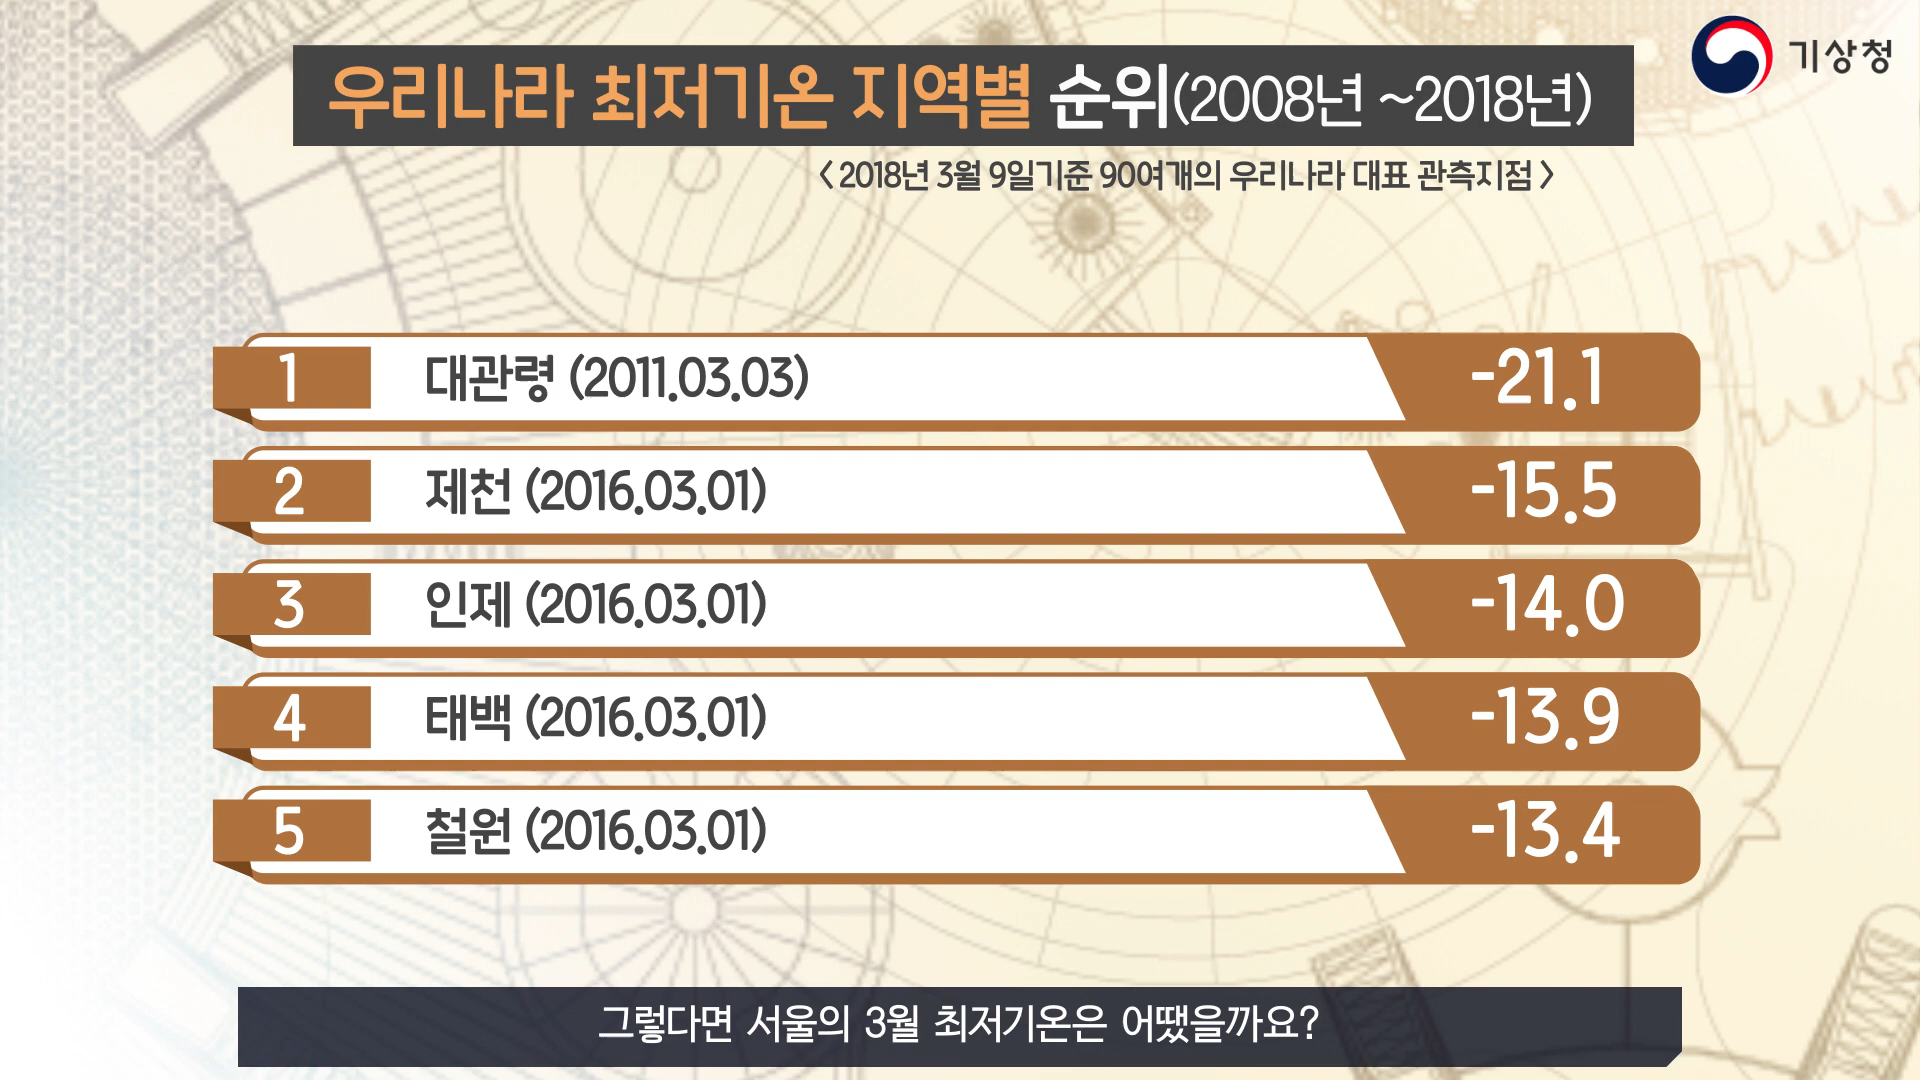 우리나라 최저기온 지역별 순위(2008년 ~2018년)
기상청
< 2018년 3월 9일기준 90여개의 우리나라 대표 관측지점 >
1 대관령 (2011.03.03) -21.1
2 제천 (2016.03.01) -15.5
3 인제 (2016.03.01) -14.0
4 태백 (2016.03.01) -13.9
5 철원 (2016.03.01) -13.4
그렇다면 서울의 3월 최저기온은 어땠을까요?